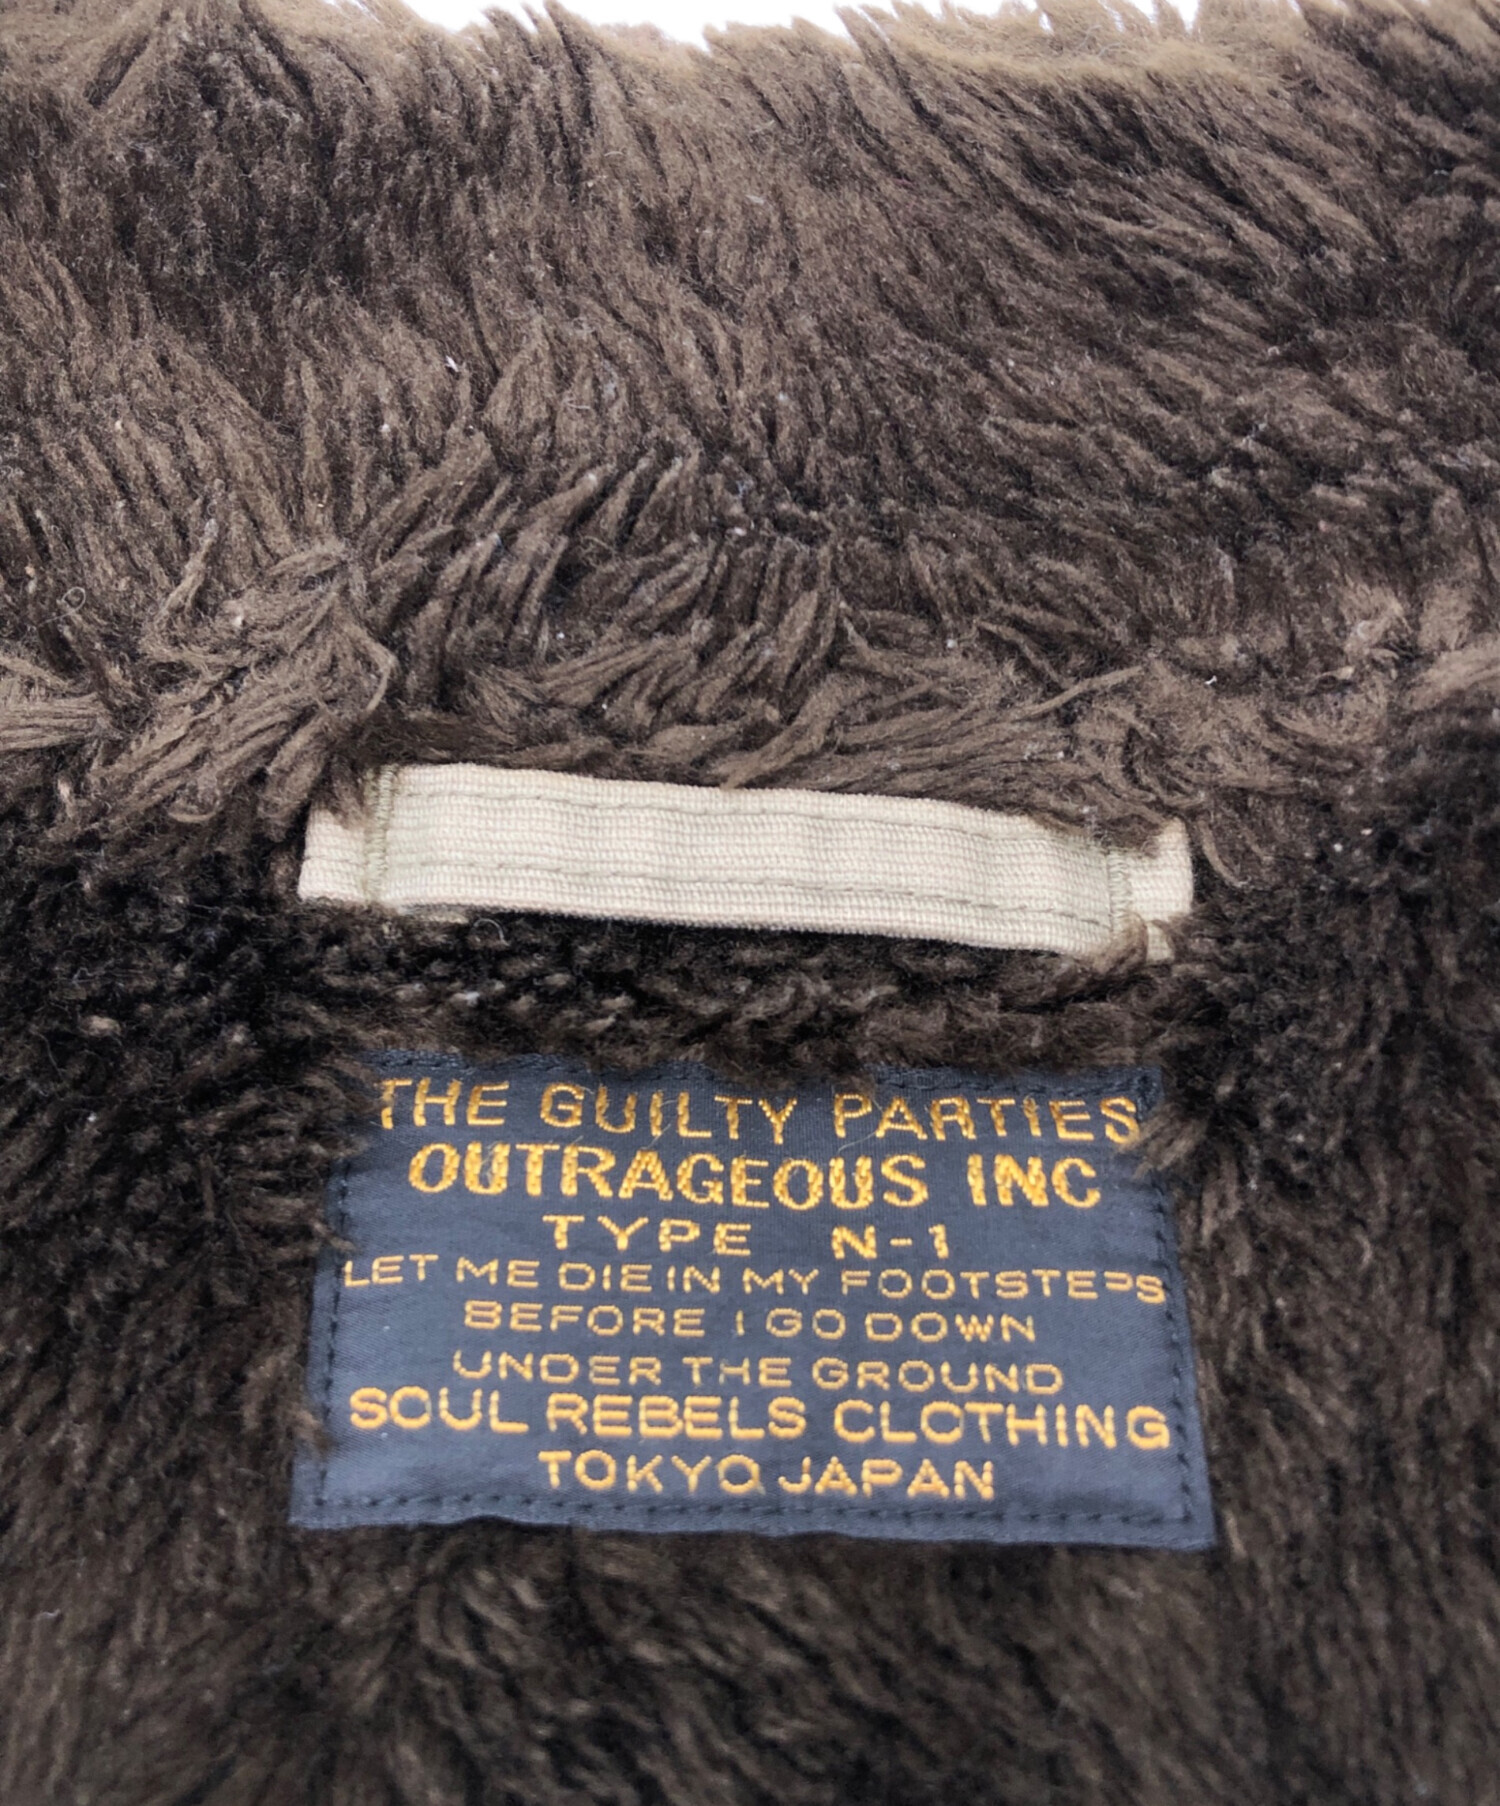 THE GUILTY PARTIES
OUTRAGEOUS INC
TYPE N-1
LET ME DIE IN MY FOOTSTEPS
BEFORE I GO DOWN
UNDER THE GROUND
SOUL REBELS CLOTHING
TOKYO JAPAN